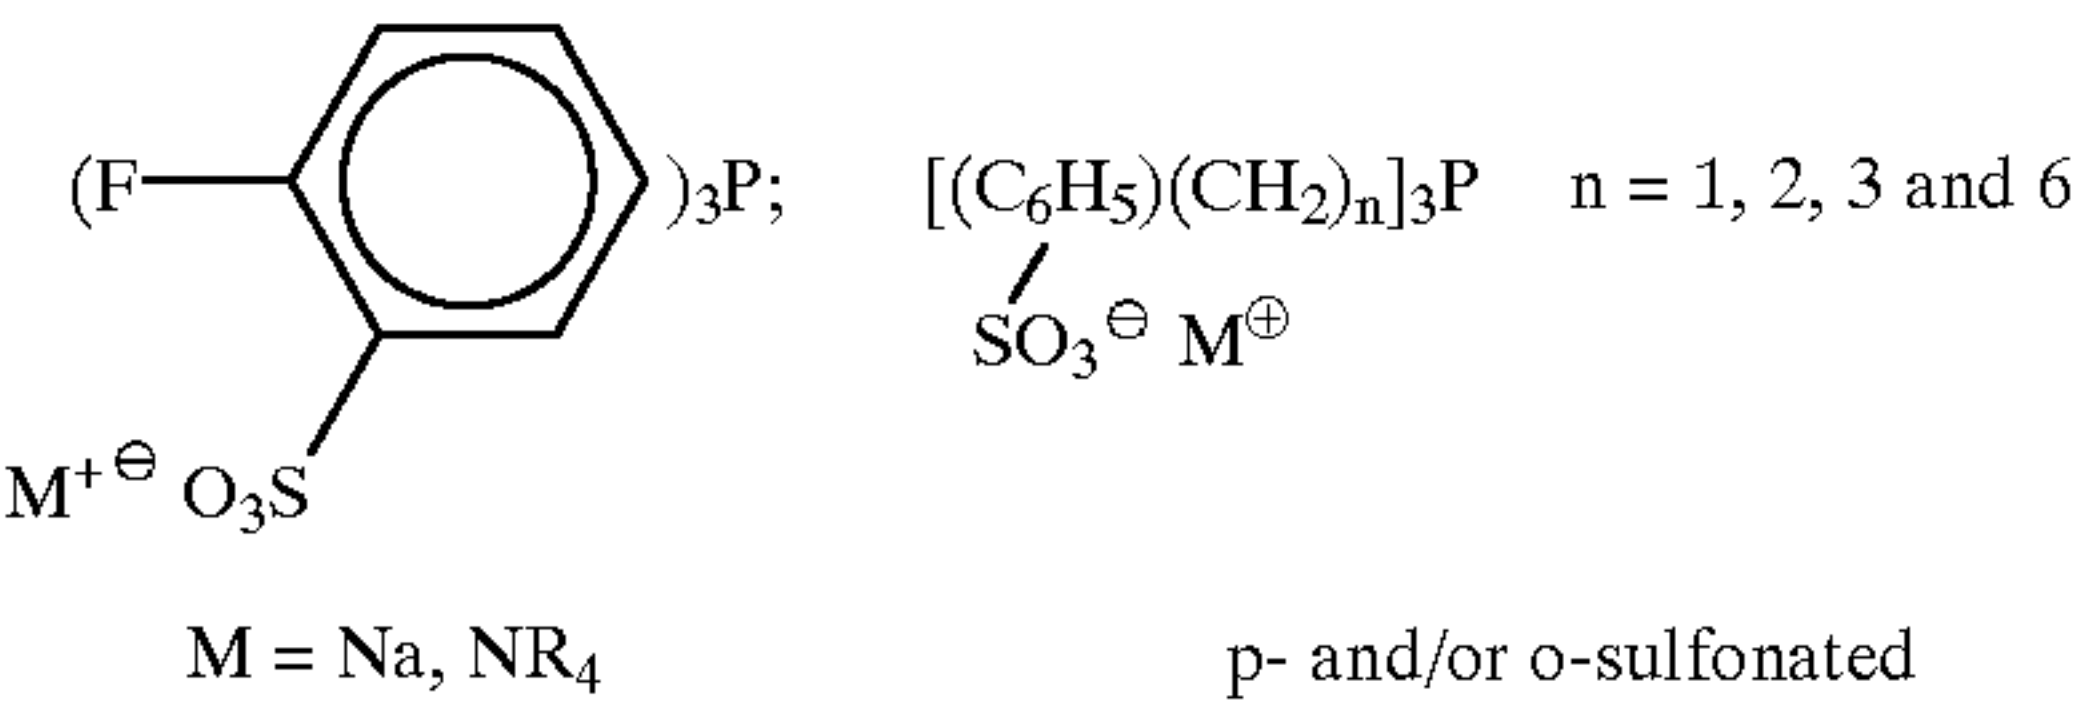 (F )₃P; [(C₆H₅)(CH₂)ₙ]₃P n = 1, 2, 3 and 6
SO₃⊖ M⊕
M⁺⊖ O₃S
M = Na, NR₄ p- and/or o-sulfonated